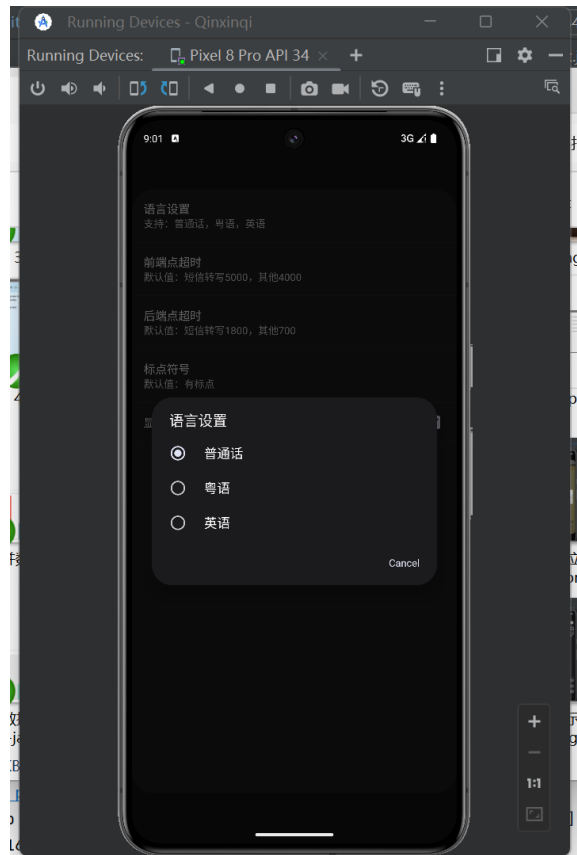 Running Devices - Qinxinqi
Running Devices:
Pixel 8 Pro API 34
9:01
3G
语言设置
支持：普通话，粤语，英语
前端点超时
默认值：短信转写5000，其他4000
后端点超时
默认值：短信转写1800，其他700
标点符号
默认值：有标点
语言设置
普通话
粤语
英语
Cancel
1:1